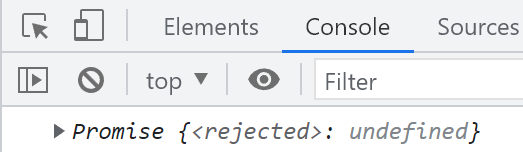 Elements Console Sources
top Filter
Promise {<rejected>: undefined}